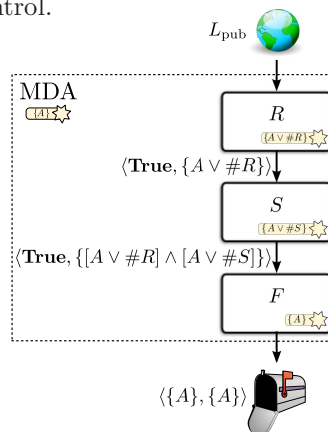 ntrol.
L_pub
MDA
{A}
R
{A ∨ #R}
⟨True, {A ∨ #R}⟩
S
{A ∨ #S}
⟨True, {[A ∨ #R] ∧ [A ∨ #S]}⟩
F
{A}
⟨{A}, {A}⟩